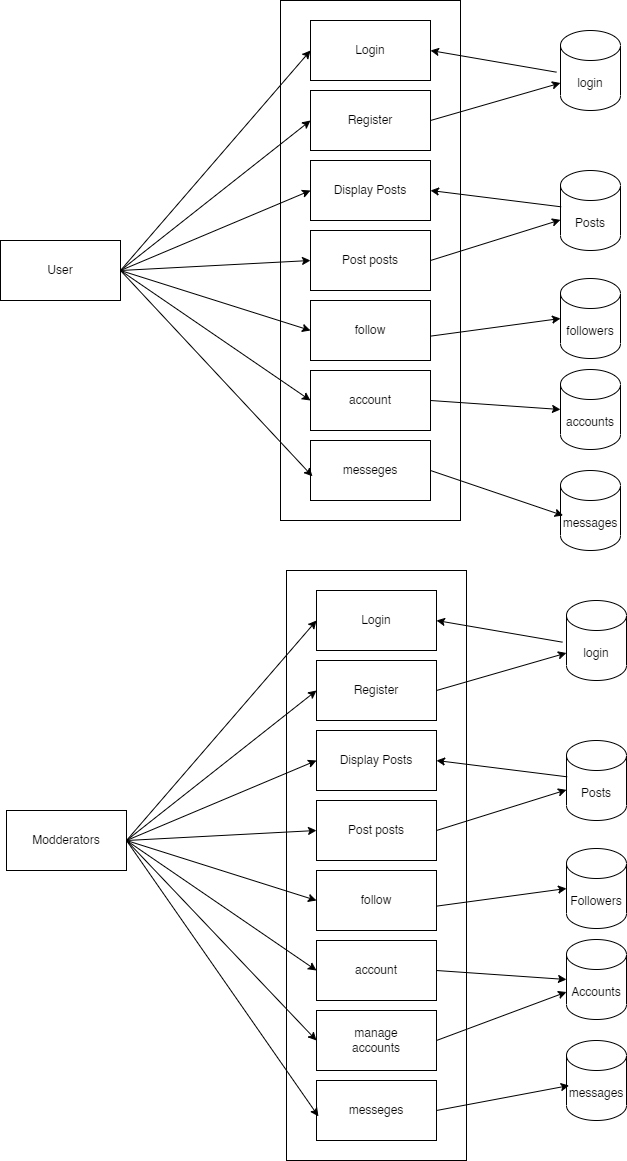 Login
login
Register
Display Posts
Posts
User
Post posts
follow
followers
account
accounts
messeges
messages
Login
login
Register
Display Posts
Posts
Modderators
Post posts
follow
Followers
account
Accounts
manage
accounts
messeges
messages